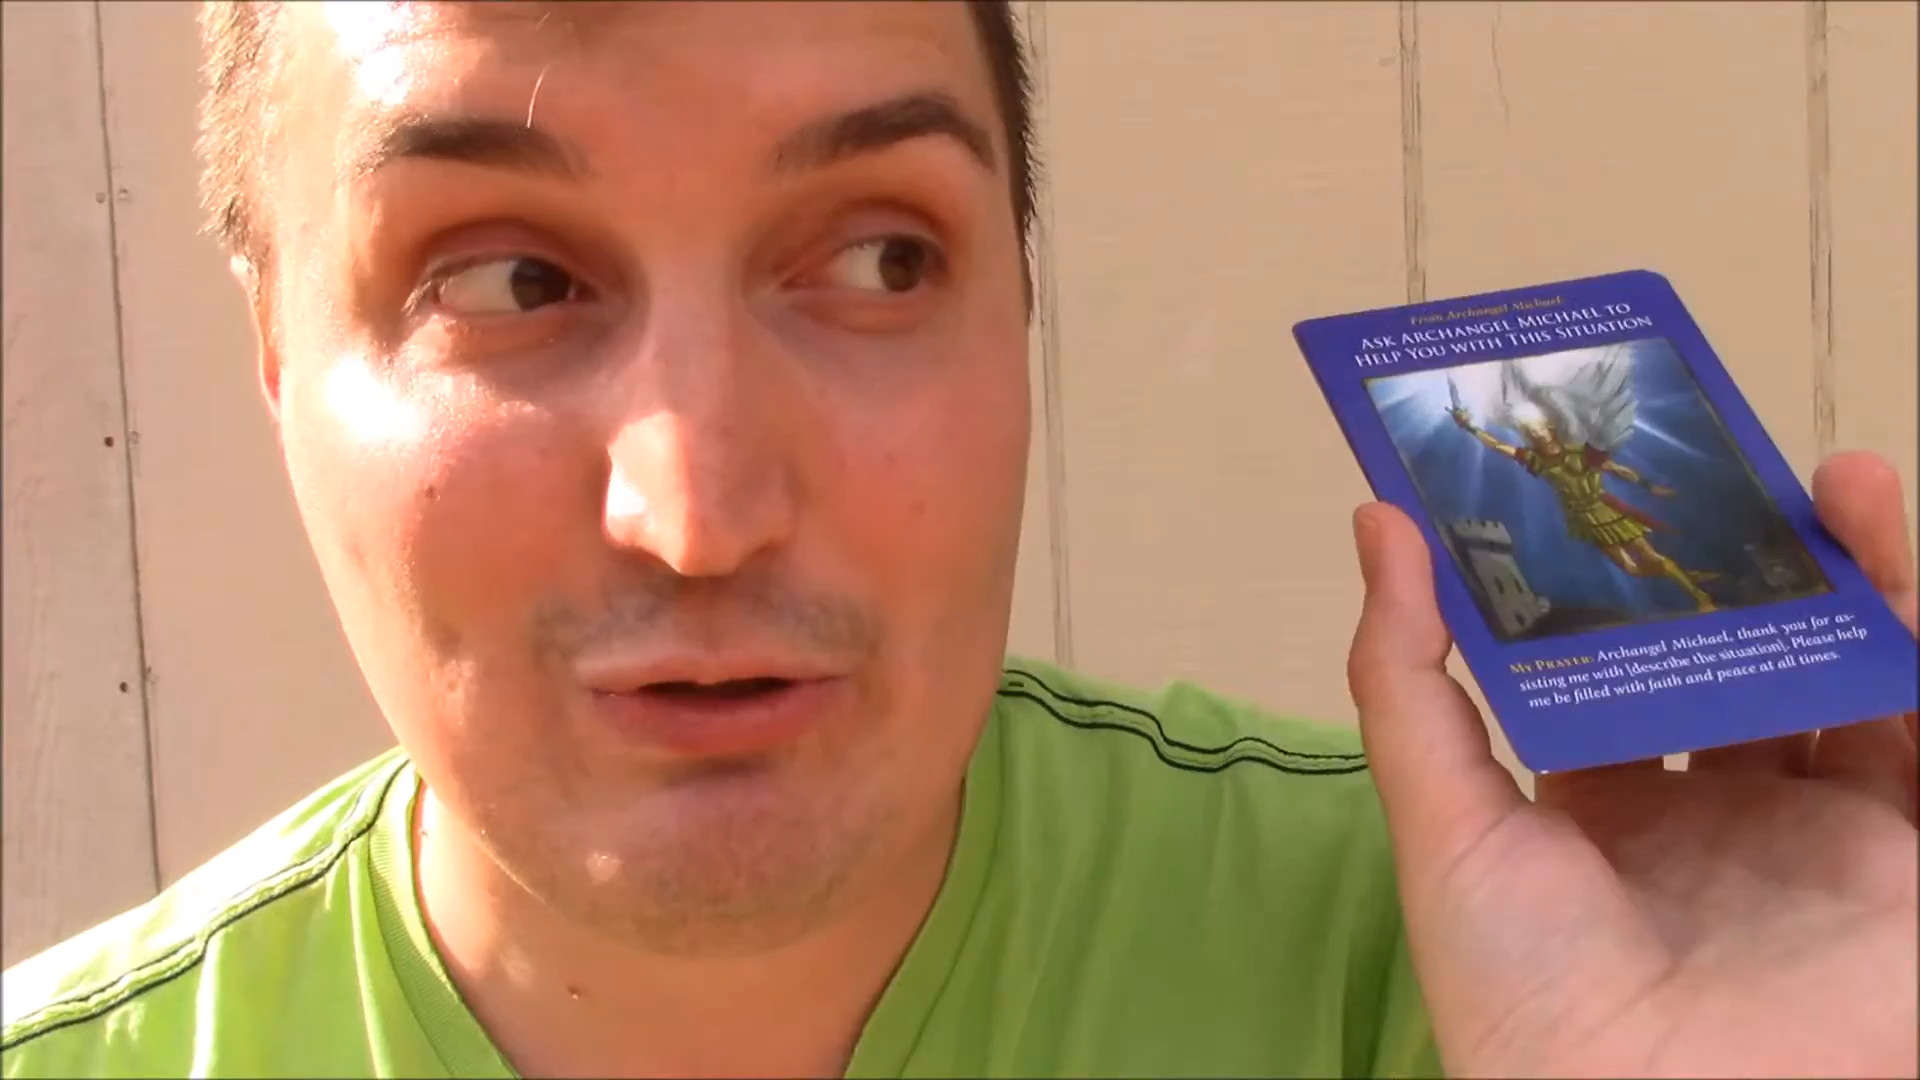 From Archangel Michael:
ASK ARCHANGEL MICHAEL TO
HELP YOU WITH THIS SITUATION
MY PRAYER: Archangel Michael, thank you for as-
sisting me with [describe the situation]. Please help
me be filled with faith and peace at all times.